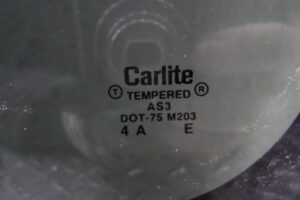 Carlite
T TEMPERED R
AS3
DOT-75 M203
4 A E